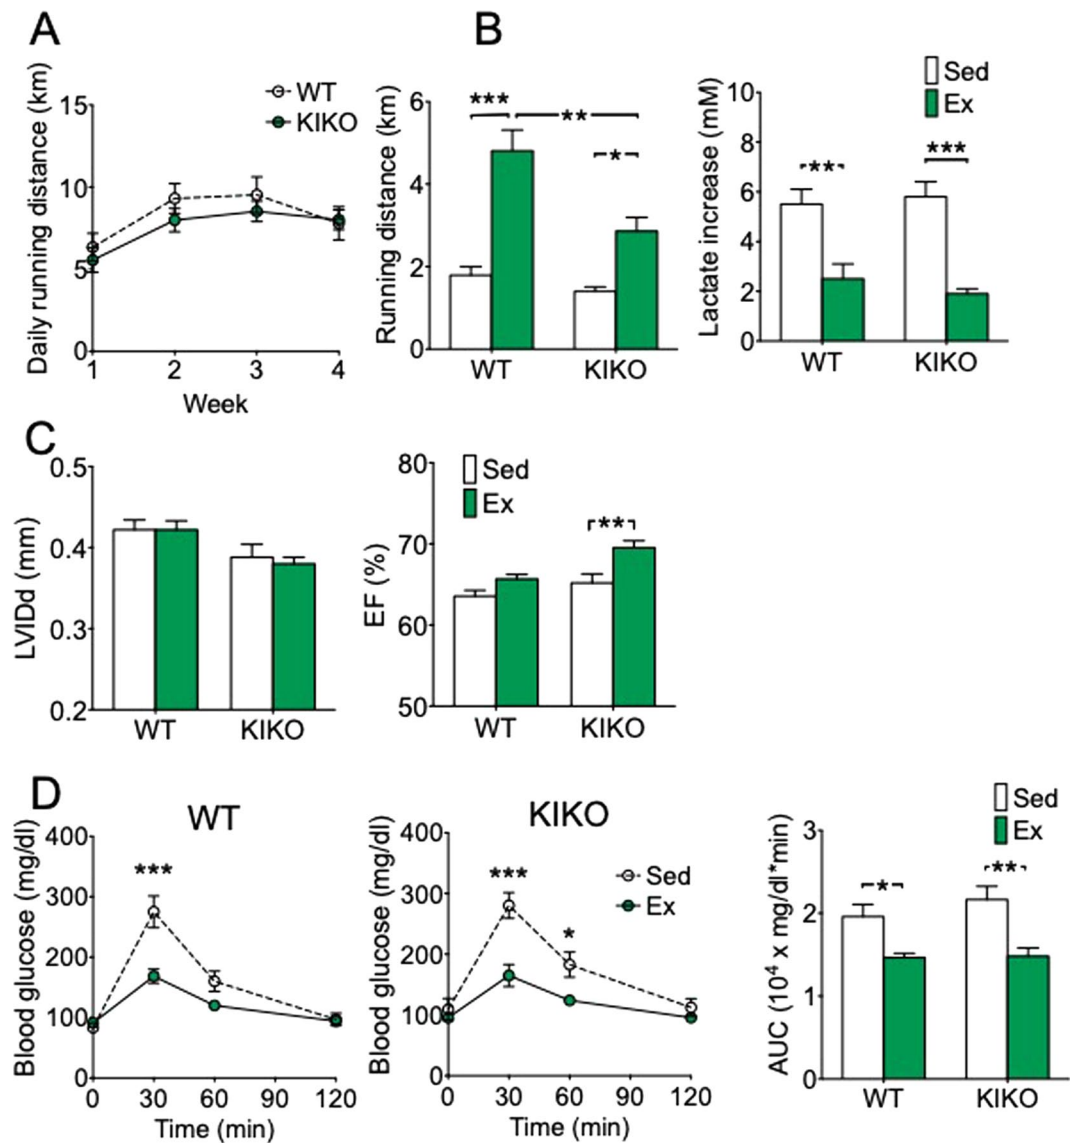 A
Daily running distance (km)
15
10
5
0
1 2 3 4
Week
WT
KIKO
B
Running distance (km)
6
4
2
0
***
**
*
WT KIKO
Lactate increase (mM)
10
8
6
4
2
0
Sed
Ex
**
***
WT KIKO
C
LVIDd (mm)
0.5
0.4
0.3
0.2
WT KIKO
EF (%)
80
70
60
50
Sed
Ex
**
WT KIKO
D
WT
Blood glucose (mg/dl)
400
300
200
100
0
***
0 30 60 90 120
Time (min)
KIKO
Blood glucose (mg/dl)
400
300
200
100
0
***
*
Sed
Ex
0 30 60 90 120
Time (min)
AUC (10⁴ x mg/dl*min)
3
2
1
0
Sed
Ex
*
**
WT KIKO